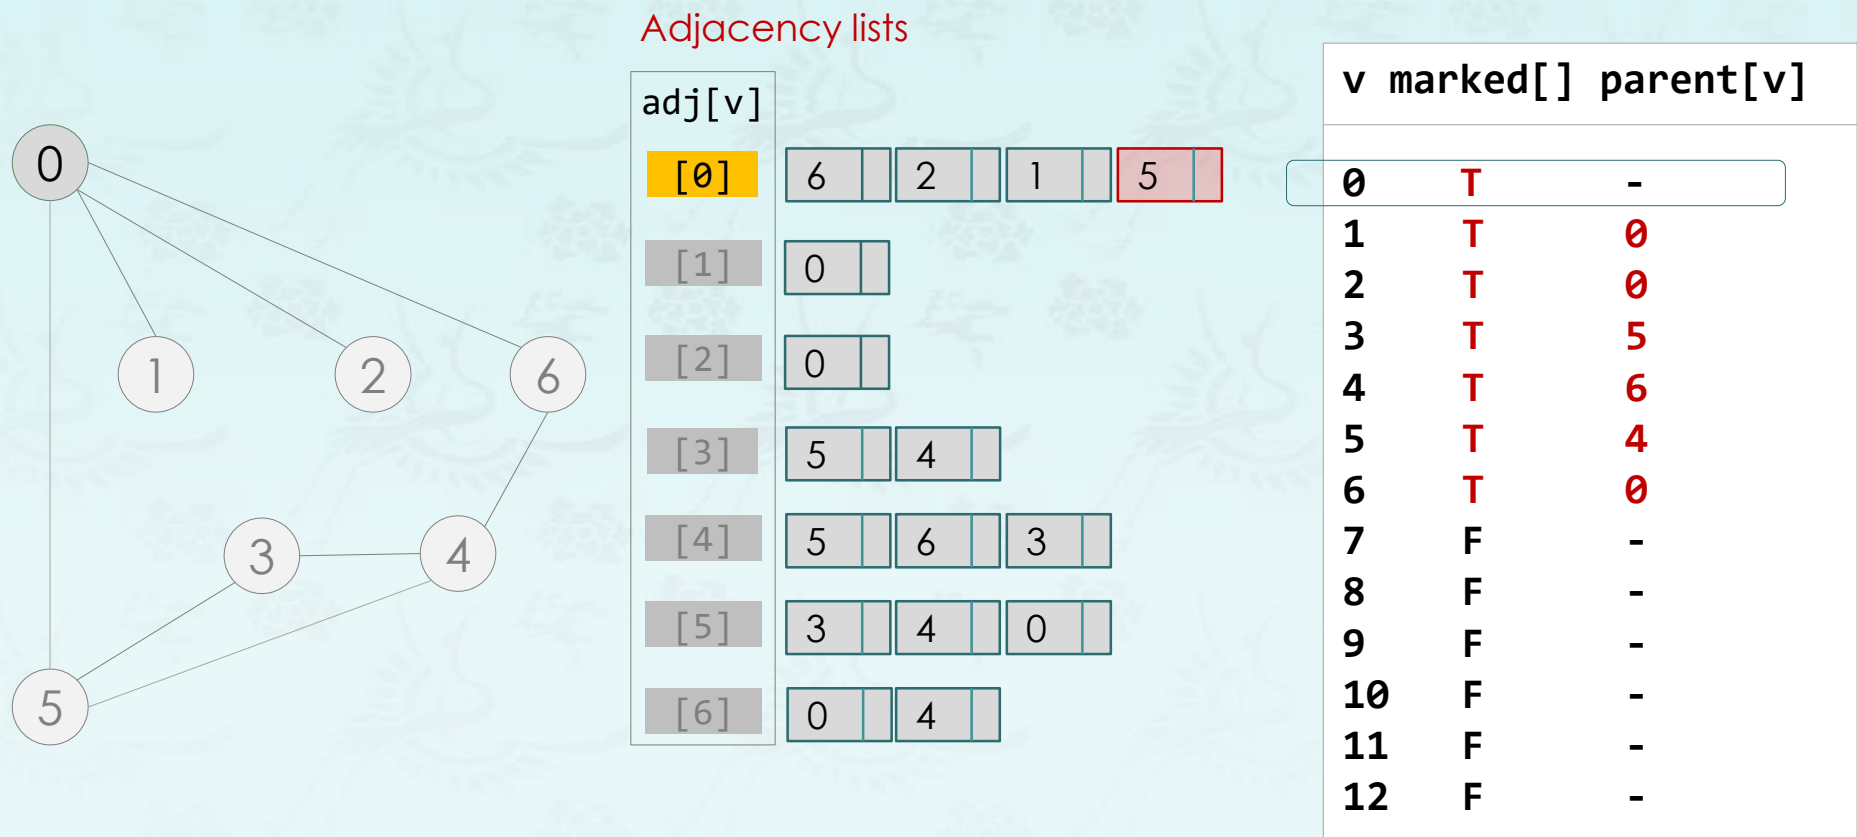 Adjacency lists
adj[v]
[0] 6 2 1 5
[1] 0
[2] 0
[3] 5 4
[4] 5 6 3
[5] 3 4 0
[6] 0 4
0
1 2 6
3 4
5
v marked[] parent[v]
0 T -
1 T 0
2 T 0
3 T 5
4 T 6
5 T 4
6 T 0
7 F -
8 F -
9 F -
10 F -
11 F -
12 F -